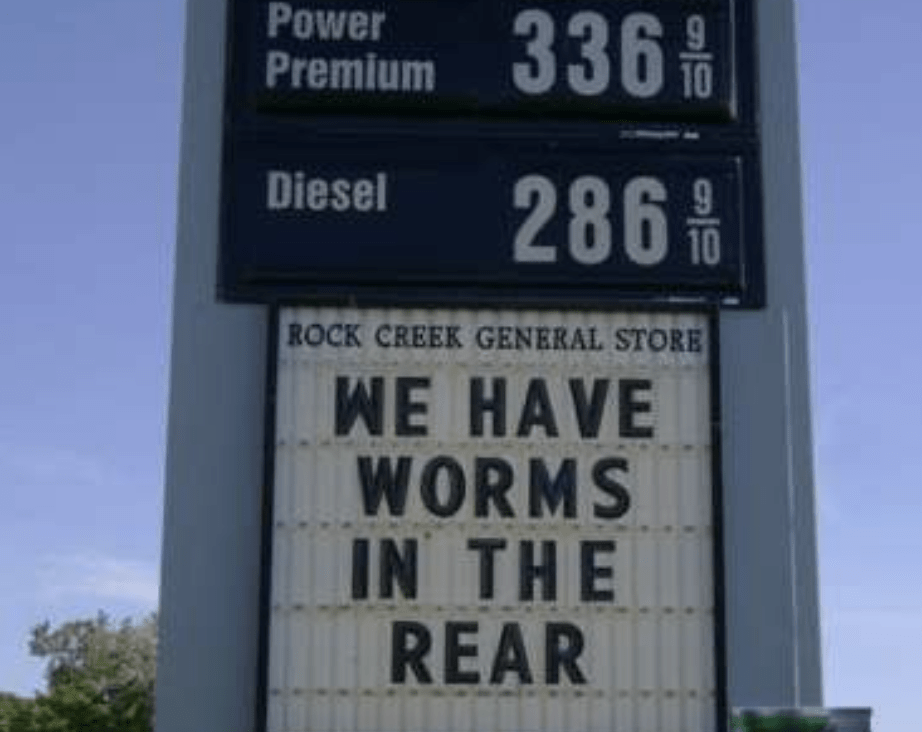 Power
Premium
336 9/10
Diesel
286 9/10
ROCK CREEK GENERAL STORE
WE HAVE
WORMS
IN THE
REAR